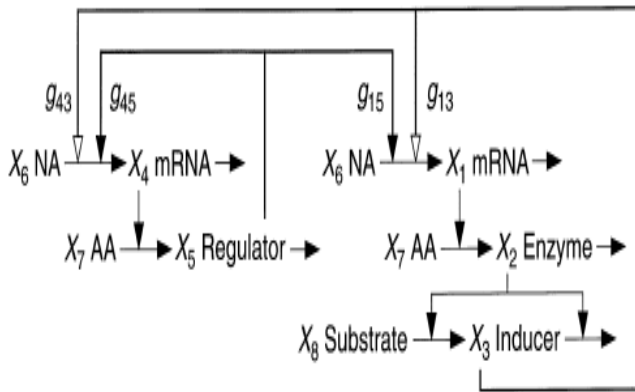 g43 g45 g15 g13
X6 NA X4 mRNA X6 NA X1 mRNA
X7 AA X5 Regulator X7 AA X2 Enzyme
X8 Substrate X3 Inducer